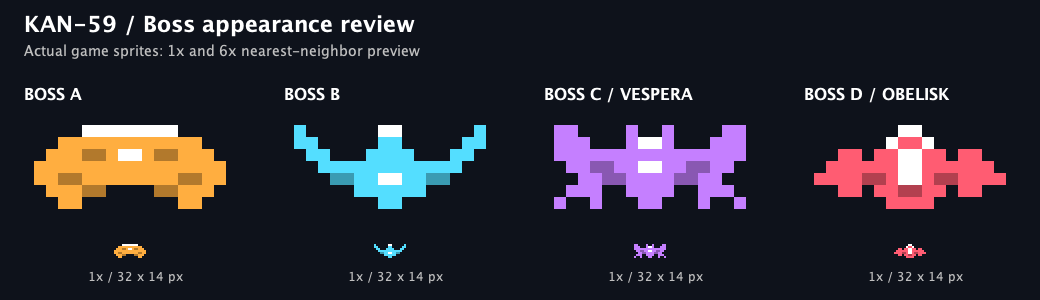 KAN-59 / Boss appearance review
Actual game sprites: 1x and 6x nearest-neighbor preview
BOSS A
BOSS B
BOSS C / VESPERA
BOSS D / OBELISK
1x / 32 x 14 px
1x / 32 x 14 px
1x / 32 x 14 px
1x / 32 x 14 px